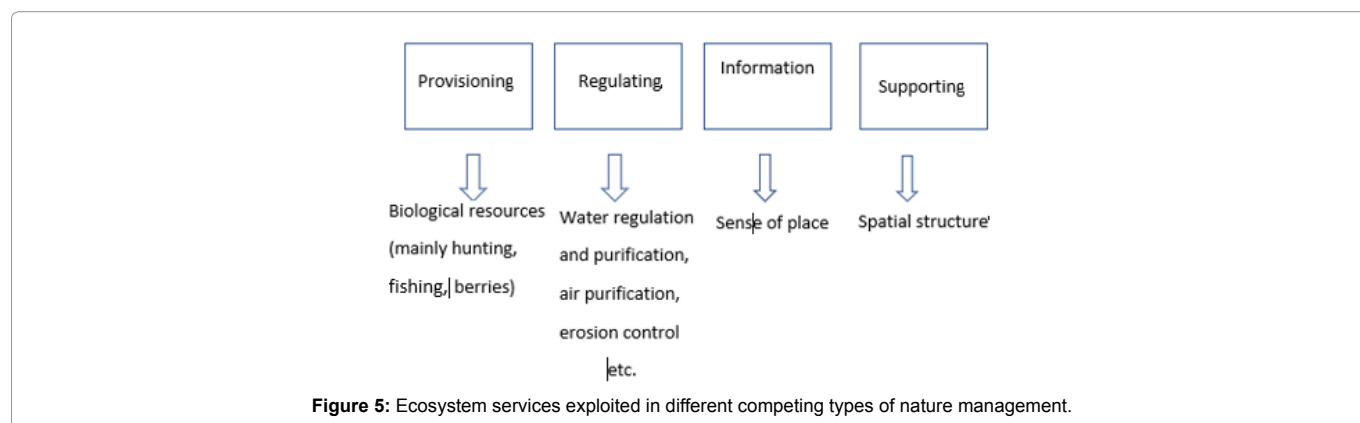 Provisioning
Regulating
Information
Supporting
Biological resources
(mainly hunting,
fishing, berries)
Water regulation
and purification,
air purification,
erosion control
etc.
Sense of place
Spatial structure'
Figure 5: Ecosystem services exploited in different competing types of nature management.